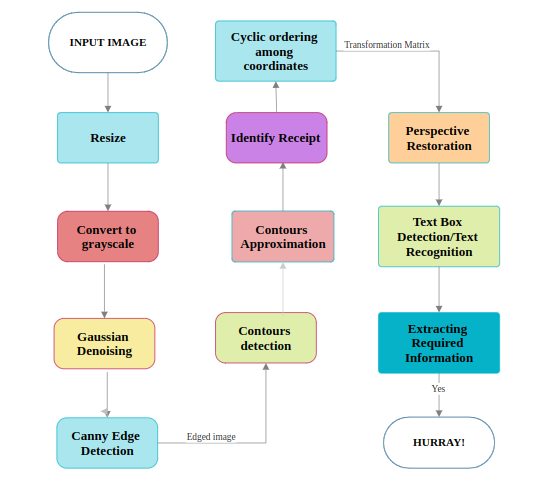 INPUT IMAGE
Resize
Convert to
grayscale
Gaussian
Denoising
Canny Edge
Detection
Edged image
Contours
detection
Contours
Approximation
Identify Receipt
Cyclic ordering
among
coordinates
Transformation Matrix
Perspective
Restoration
Text Box
Detection/Text
Recognition
Extracting
Required
Information
Yes
HURRAY!